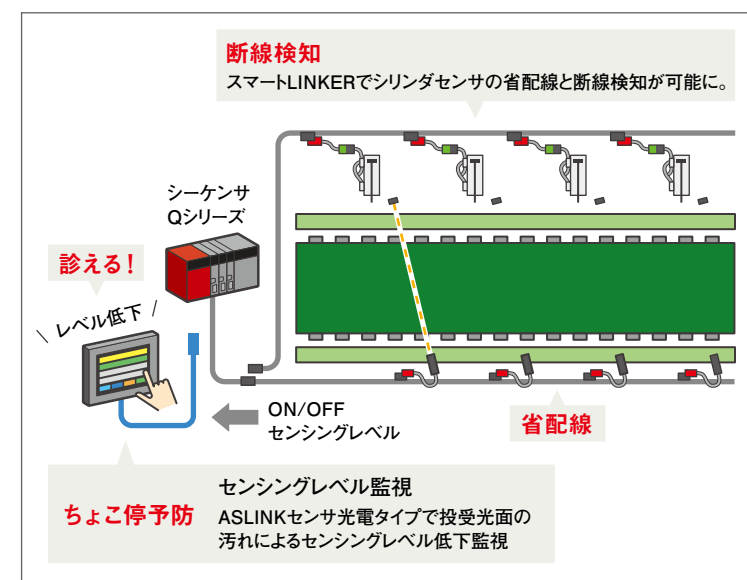 断線検知
スマートLINKERでシリンダセンサの省配線と断線検知が可能に。
シーケンサ
Qシリーズ
診える!
\ レベル低下 /
ON/OFF
センシングレベル
省配線
ちょこ停予防
センシングレベル監視
ASLINKセンサ光電タイプで投受光面の
汚れによるセンシングレベル低下監視